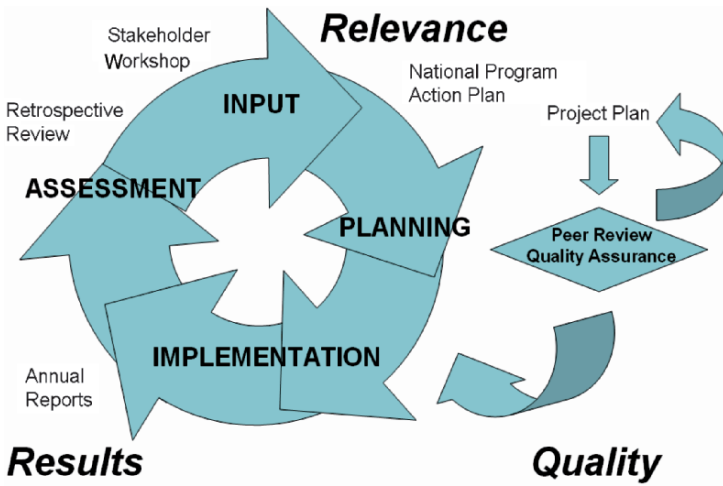 Relevance
Stakeholder
Workshop
National Program
Action Plan
INPUT
Retrospective
Review
Project Plan
ASSESSMENT
PLANNING
Peer Review
Quality Assurance
IMPLEMENTATION
Annual
Reports
Results
Quality